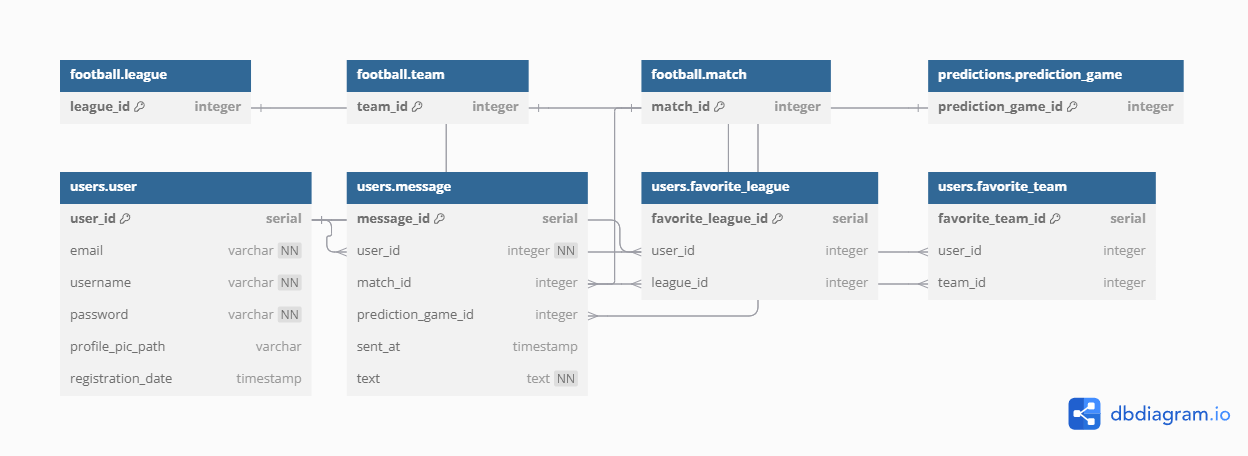 football.league
league_id integer
football.team
team_id integer
football.match
match_id integer
predictions.prediction_game
prediction_game_id integer
users.user
user_id serial
email varchar NN
username varchar NN
password varchar NN
profile_pic_path varchar
registration_date timestamp
users.message
message_id serial
user_id integer NN
match_id integer
prediction_game_id integer
sent_at timestamp
text text NN
users.favorite_league
favorite_league_id serial
user_id integer
league_id integer
users.favorite_team
favorite_team_id serial
user_id integer
team_id integer
dbdiagram.io